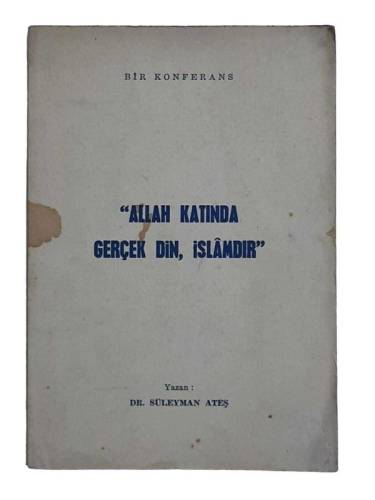 BİR KONFERANS
“ALLAH KATINDA
GERÇEK DİN, İSLÂMDIR”
Yazan :
DR. SÜLEYMAN ATEŞ